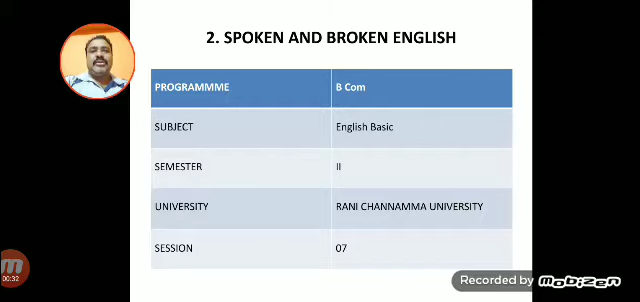 2. SPOKEN AND BROKEN ENGLISH
PROGRAMMME B Com
SUBJECT English Basic
SEMESTER II
UNIVERSITY RANI CHANNAMMA UNIVERSITY
SESSION 07
00:32
Recorded by mobizen